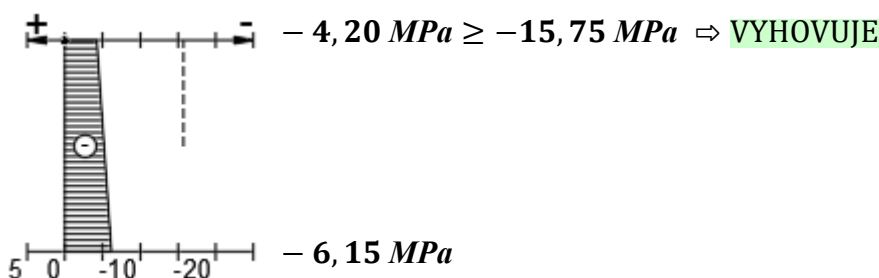 + -
− 4,20 MPa ≥ −15,75 MPa ⇨ VYHOVUJE
-
− 6,15 MPa
5 0 -10 -20